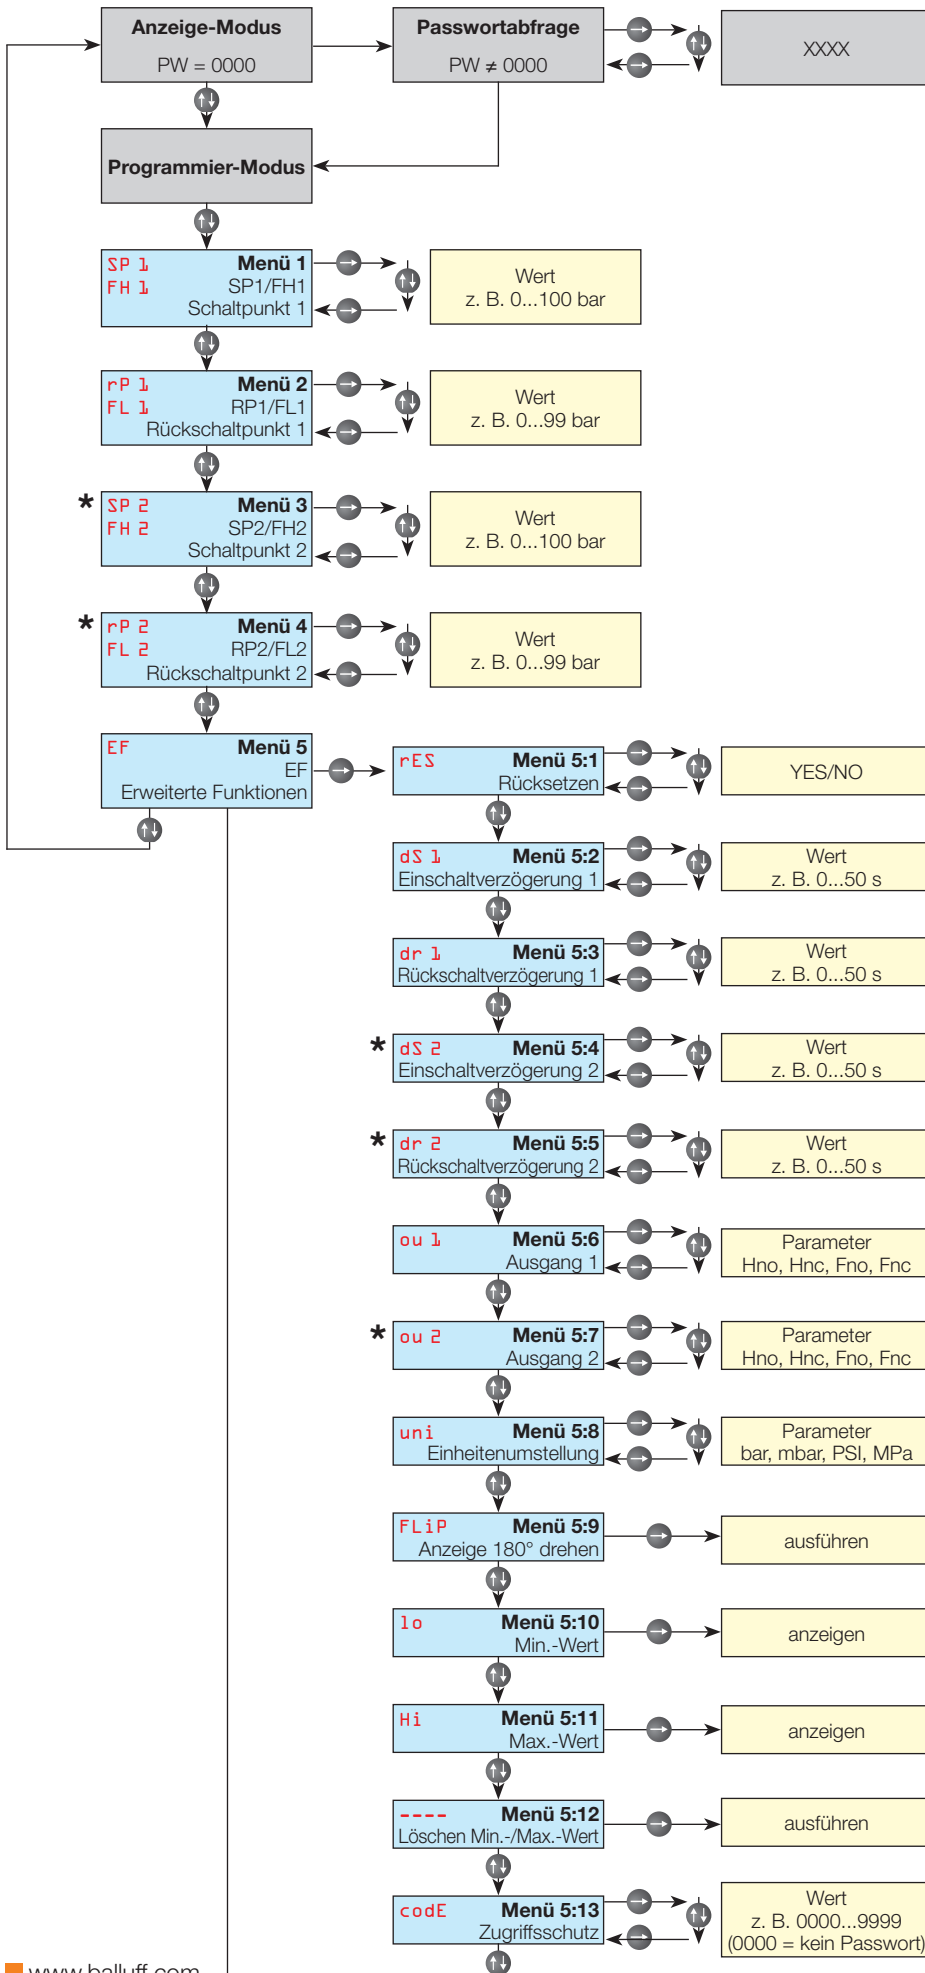 Anzeige-Modus
PW = 0000
Passwortabfrage
PW ≠ 0000
XXXX
Programmier-Modus
SP 1 Menü 1
FH 1 SP1/FH1
Schaltpunkt 1
Wert
z. B. 0...100 bar
rP 1 Menü 2
FL 1 RP1/FL1
Rückschaltpunkt 1
Wert
z. B. 0...99 bar
* SP 2 Menü 3
FH 2 SP2/FH2
Schaltpunkt 2
Wert
z. B. 0...100 bar
* rP 2 Menü 4
FL 2 RP2/FL2
Rückschaltpunkt 2
Wert
z. B. 0...99 bar
EF Menü 5
EF
Erweiterte Funktionen
rES Menü 5:1
Rücksetzen
YES/NO
dS 1 Menü 5:2
Einschaltverzögerung 1
Wert
z. B. 0...50 s
dr 1 Menü 5:3
Rückschaltverzögerung 1
Wert
z. B. 0...50 s
* dS 2 Menü 5:4
Einschaltverzögerung 2
Wert
z. B. 0...50 s
* dr 2 Menü 5:5
Rückschaltverzögerung 2
Wert
z. B. 0...50 s
ou 1 Menü 5:6
Ausgang 1
Parameter
Hno, Hnc, Fno, Fnc
* ou 2 Menü 5:7
Ausgang 2
Parameter
Hno, Hnc, Fno, Fnc
uni Menü 5:8
Einheitenumstellung
Parameter
bar, mbar, PSI, MPa
FLiP Menü 5:9
Anzeige 180° drehen
ausführen
lo Menü 5:10
Min.-Wert
anzeigen
Hi Menü 5:11
Max.-Wert
anzeigen
---- Menü 5:12
Löschen Min.-/Max.-Wert
ausführen
codE Menü 5:13
Zugriffsschutz
Wert
z. B. 0000...9999
(0000 = kein Passwort)
www.balluff.com